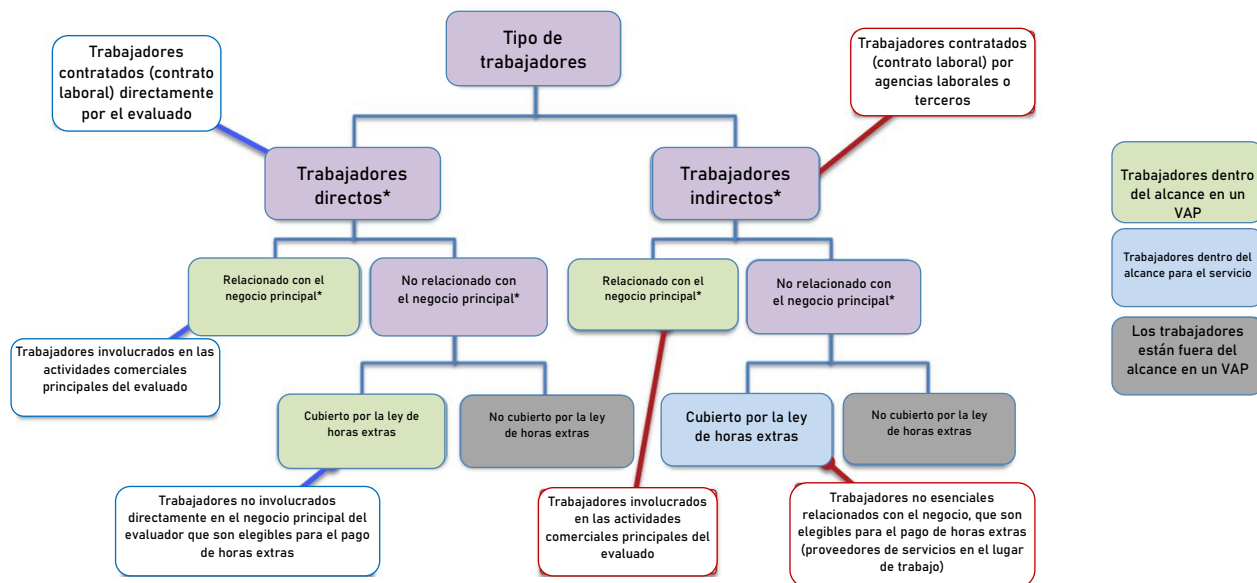 Tipo de
trabajadores
Trabajadores
contratados (contrato
laboral) directamente
por el evaluado
Trabajadores contratados
(contrato laboral) por
agencias laborales o
terceros
Trabajadores
directos*
Trabajadores
indirectos*
Relacionado con el
negocio principal*
No relacionado con
el negocio principal*
Relacionado con el
negocio principal*
No relacionado con
el negocio principal*
Trabajadores involucrados en las
actividades comerciales
principales del evaluado
Cubierto por la ley de
horas extras
No cubierto por la ley
de horas extras
Cubierto por la ley
de horas extras
No cubierto por la ley
de horas extras
Trabajadores no involucrados
directamente en el negocio principal del
evaluador que son elegibles para el pago
de horas extras
Trabajadores involucrados
en las actividades
comerciales principales del
evaluado
Trabajadores no esenciales
relacionados con el negocio, que son
elegibles para el pago de horas extras
(proveedores de servicios en el lugar
de trabajo)
Trabajadores dentro
del alcance en un
VAP
Trabajadores dentro del
alcance para el servicio
Los trabajadores
están fuera del
alcance en un VAP